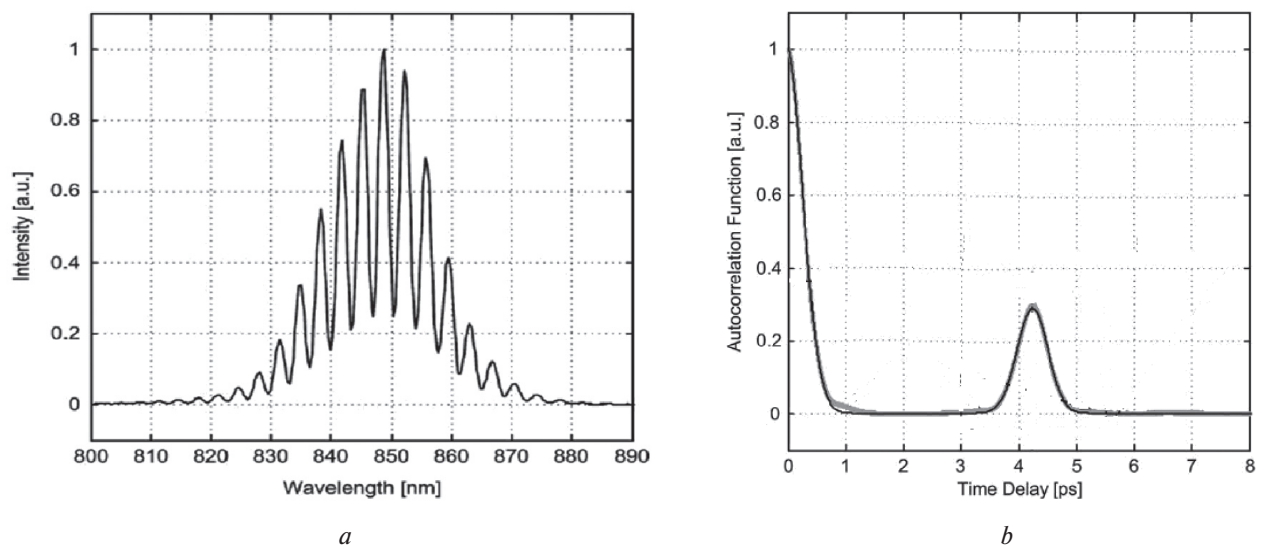 1
0.8
0.6
0.4
0.2
0
Intensity [a.u.]
800 810 820 830 840 850 860 870 880 890
Wavelength [nm]
a
1
0.8
0.6
0.4
0.2
0
Autocorrelation Function [a.u.]
0 1 2 3 4 5 6 7 8
Time Delay [ps]
b